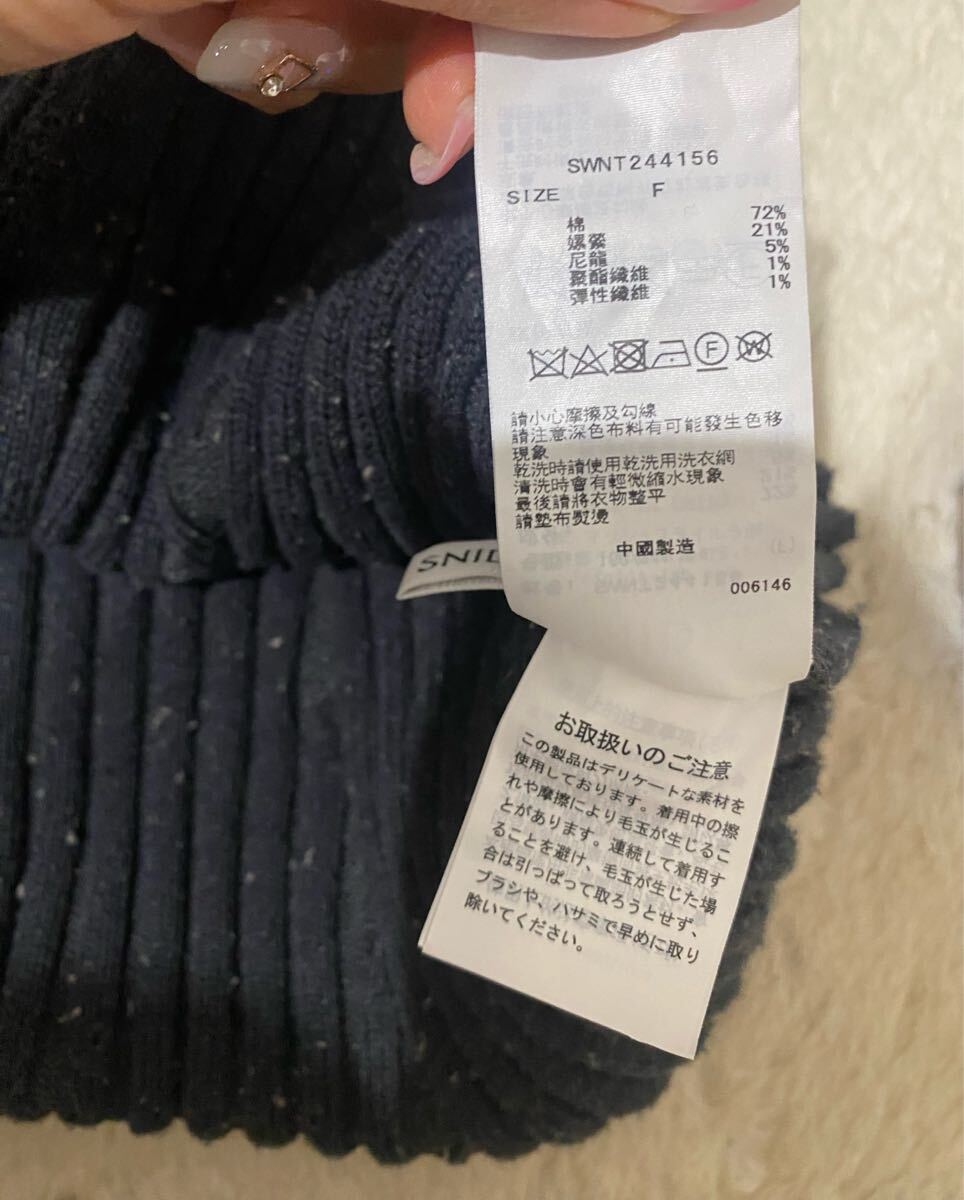 SWNT244156
SIZE F
棉 72%
嫘縈 21%
尼龍 5%
聚酯纖維 1%
彈性纖維 1%
F
W
請小心摩擦及勾線
請注意深色布料有可能發生色移
現象
乾洗時請使用乾洗用洗衣網
清洗時會有輕微縮水現象
最後請將衣物整平
請墊布熨燙
中國製造
006146
SNID
お取扱いのご注意
この製品はデリケートな素材を
使用しております。着用中の擦
れや摩擦により毛玉が生じるこ
とがあります。連続して着用す
ることを避け、毛玉が生じた場
合は引っぱって取ろうとせず、
ブラシや、ハサミで早めに取り
除いてください。